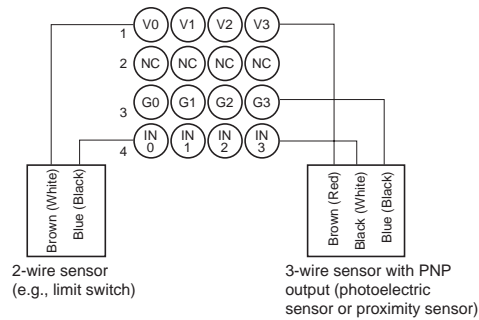 1 V0 V1 V2 V3
2 NC NC NC NC
3 G0 G1 G2 G3
4 IN 0 IN 1 IN 2 IN 3
Brown (White)
Blue (Black)
Brown (Red)
Black (White)
Blue (Black)
2-wire sensor
(e.g., limit switch)
3-wire sensor with PNP
output (photoelectric
sensor or proximity sensor)